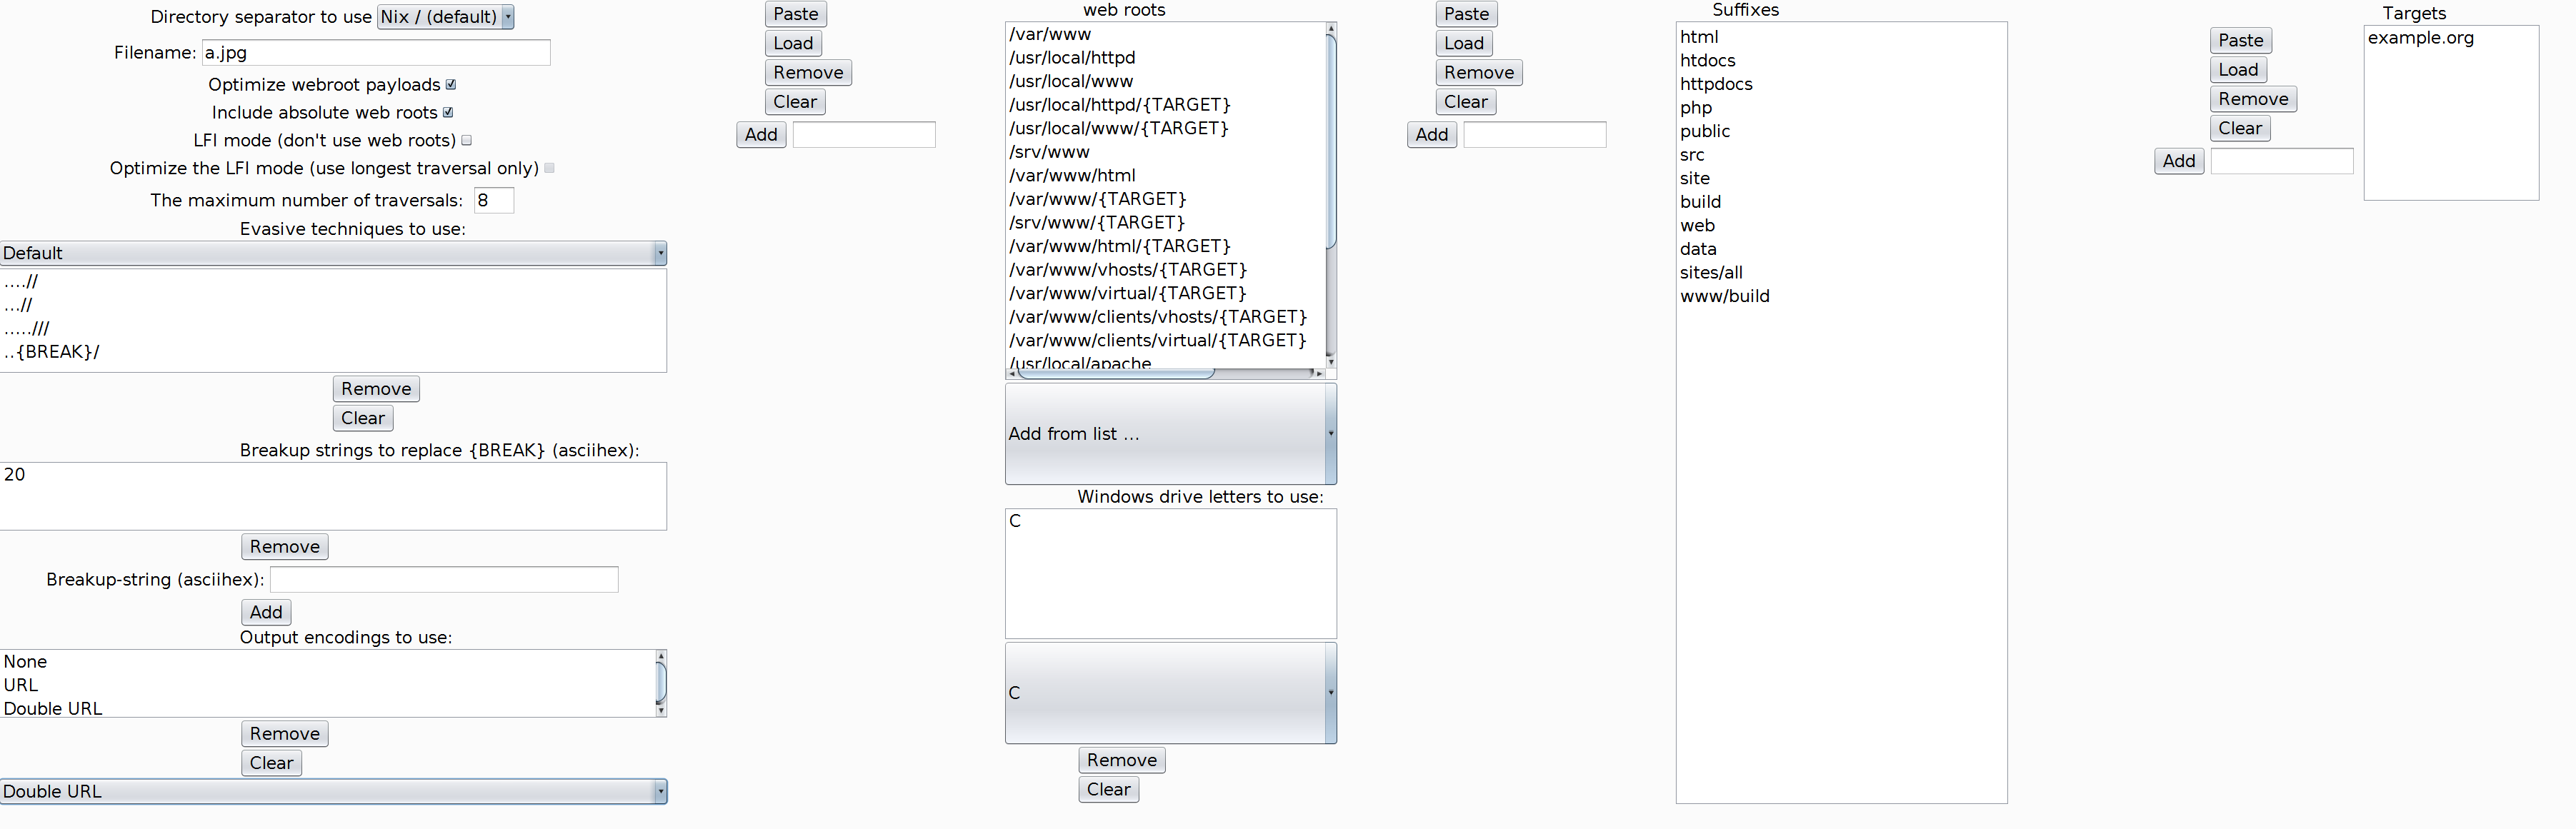 Directory separator to use Nix / (default)
Filename: a.jpg
Optimize webroot payloads
Include absolute web roots
LFI mode (don't use web roots)
Optimize the LFI mode (use longest traversal only)
The maximum number of traversals: 8
Evasive techniques to use:
Default
....//
...//
.....///
..{BREAK}/
Remove
Clear
Breakup strings to replace {BREAK} (asciihex):
20
Remove
Breakup-string (asciihex):
Add
Output encodings to use:
None
URL
Double URL
Remove
Clear
Double URL
Paste
Load
Remove
Clear
Add
web roots
/var/www
/usr/local/httpd
/usr/local/www
/usr/local/httpd/{TARGET}
/usr/local/www/{TARGET}
/srv/www
/var/www/html
/var/www/{TARGET}
/srv/www/{TARGET}
/var/www/html/{TARGET}
/var/www/vhosts/{TARGET}
/var/www/virtual/{TARGET}
/var/www/clients/vhosts/{TARGET}
/var/www/clients/virtual/{TARGET}
/usr/local/apache
Add from list ...
Windows drive letters to use:
C
C
Remove
Clear
Paste
Load
Remove
Clear
Add
Suffixes
html
htdocs
httpdocs
php
public
src
site
build
web
data
sites/all
www/build
Paste
Load
Remove
Clear
Add
Targets
example.org